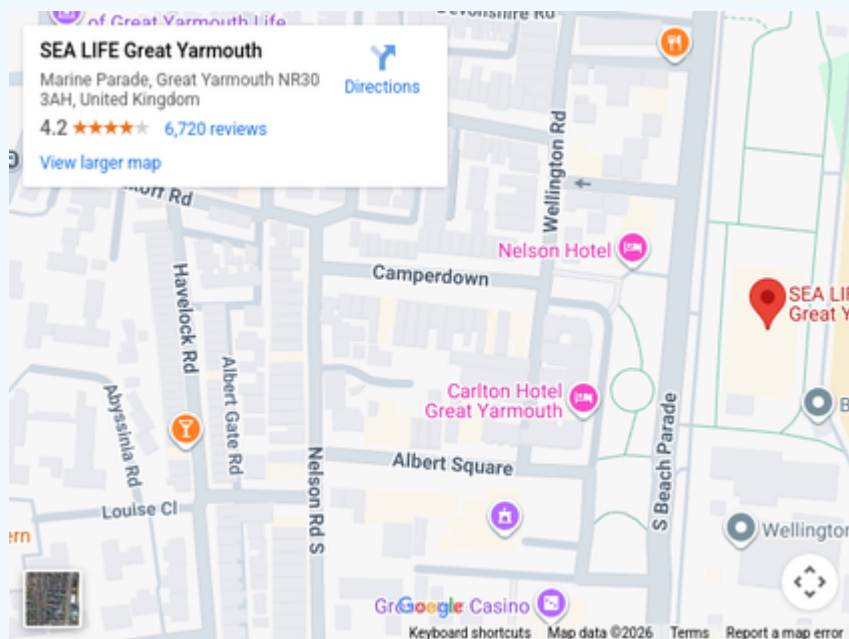 of Great Yarmouth Life
Devonshire Rd
SEA LIFE Great Yarmouth
Marine Parade, Great Yarmouth NR30
3AH, United Kingdom
Directions
4.2
6,720 reviews
View larger map
Wellington Rd
Nelson Hotel
Camperdown
SEA LIF
Great Y
Havelock Rd
Albert Gate Rd
Abyssinia Rd
Carlton Hotel
Great Yarmouth
S Beach Parade
B
Nelson Rd S
Albert Square
Louise Cl
ern
Wellington
Google
Casino
Keyboard shortcuts
Map data ©2026
Terms
Report a map error